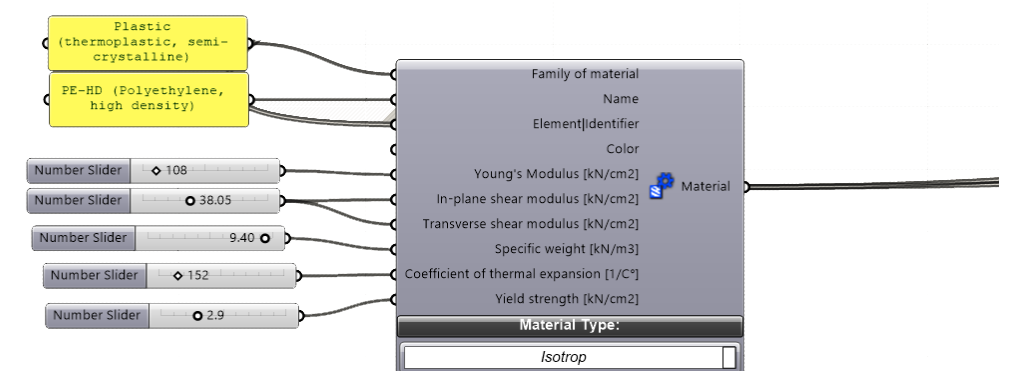 Plastic
(thermoplastic, semi-
crystalline)
PE-HD (Polyethylene,
high density)
Number Slider 108
Number Slider 38.05
Number Slider 9.40
Number Slider 152
Number Slider 2.9
Family of material
Name
Element|Identifier
Color
Young's Modulus [kN/cm2]
In-plane shear modulus [kN/cm2]
Transverse shear modulus [kN/cm2]
Specific weight [kN/m3]
Coefficient of thermal expansion [1/C°]
Yield strength [kN/cm2]
Material
Material Type:
Isotrop